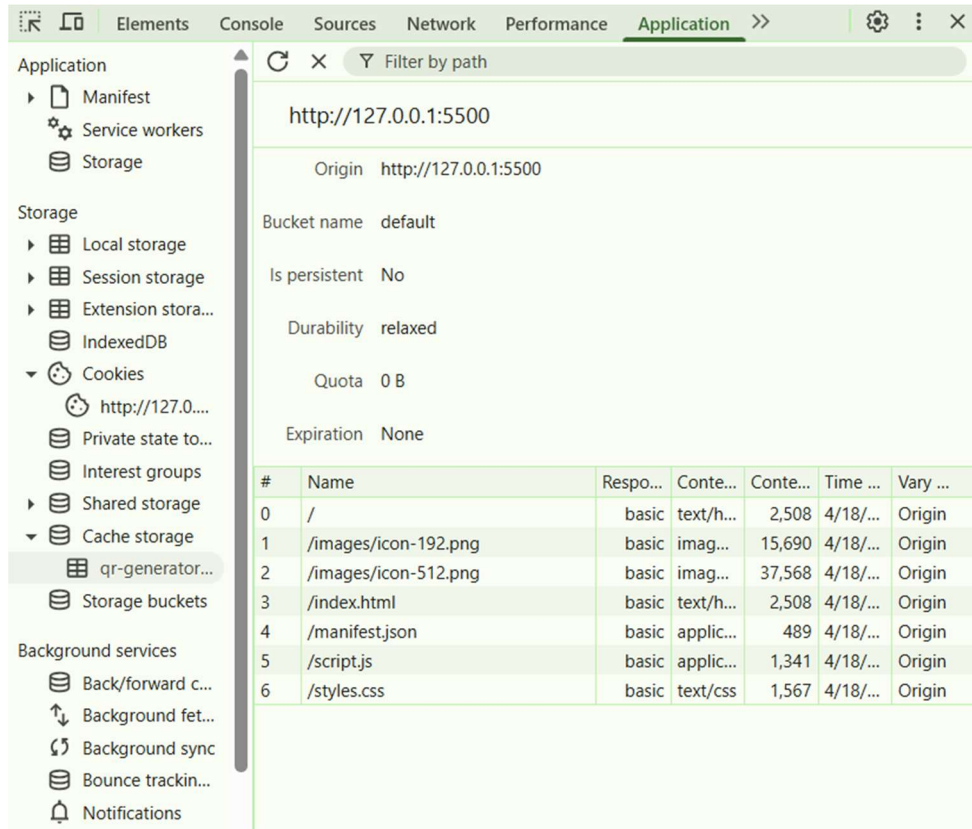 Elements Console Sources Network Performance Application
Application
Manifest
Service workers
Storage
Storage
Local storage
Session storage
Extension stora...
IndexedDB
Cookies
http://127.0....
Private state to...
Interest groups
Shared storage
Cache storage
qr-generator...
Storage buckets
Background services
Back/forward c...
Background fet...
Background sync
Bounce trackin...
Notifications
Filter by path
http://127.0.0.1:5500
Origin http://127.0.0.1:5500
Bucket name default
Is persistent No
Durability relaxed
Quota 0 B
Expiration None
# Name Respo... Conte... Conte... Time ... Vary ...
0 / basic text/h... 2,508 4/18/... Origin
1 /images/icon-192.png basic imag... 15,690 4/18/... Origin
2 /images/icon-512.png basic imag... 37,568 4/18/... Origin
3 /index.html basic text/h... 2,508 4/18/... Origin
4 /manifest.json basic applic... 489 4/18/... Origin
5 /script.js basic applic... 1,341 4/18/... Origin
6 /styles.css basic text/css 1,567 4/18/... Origin